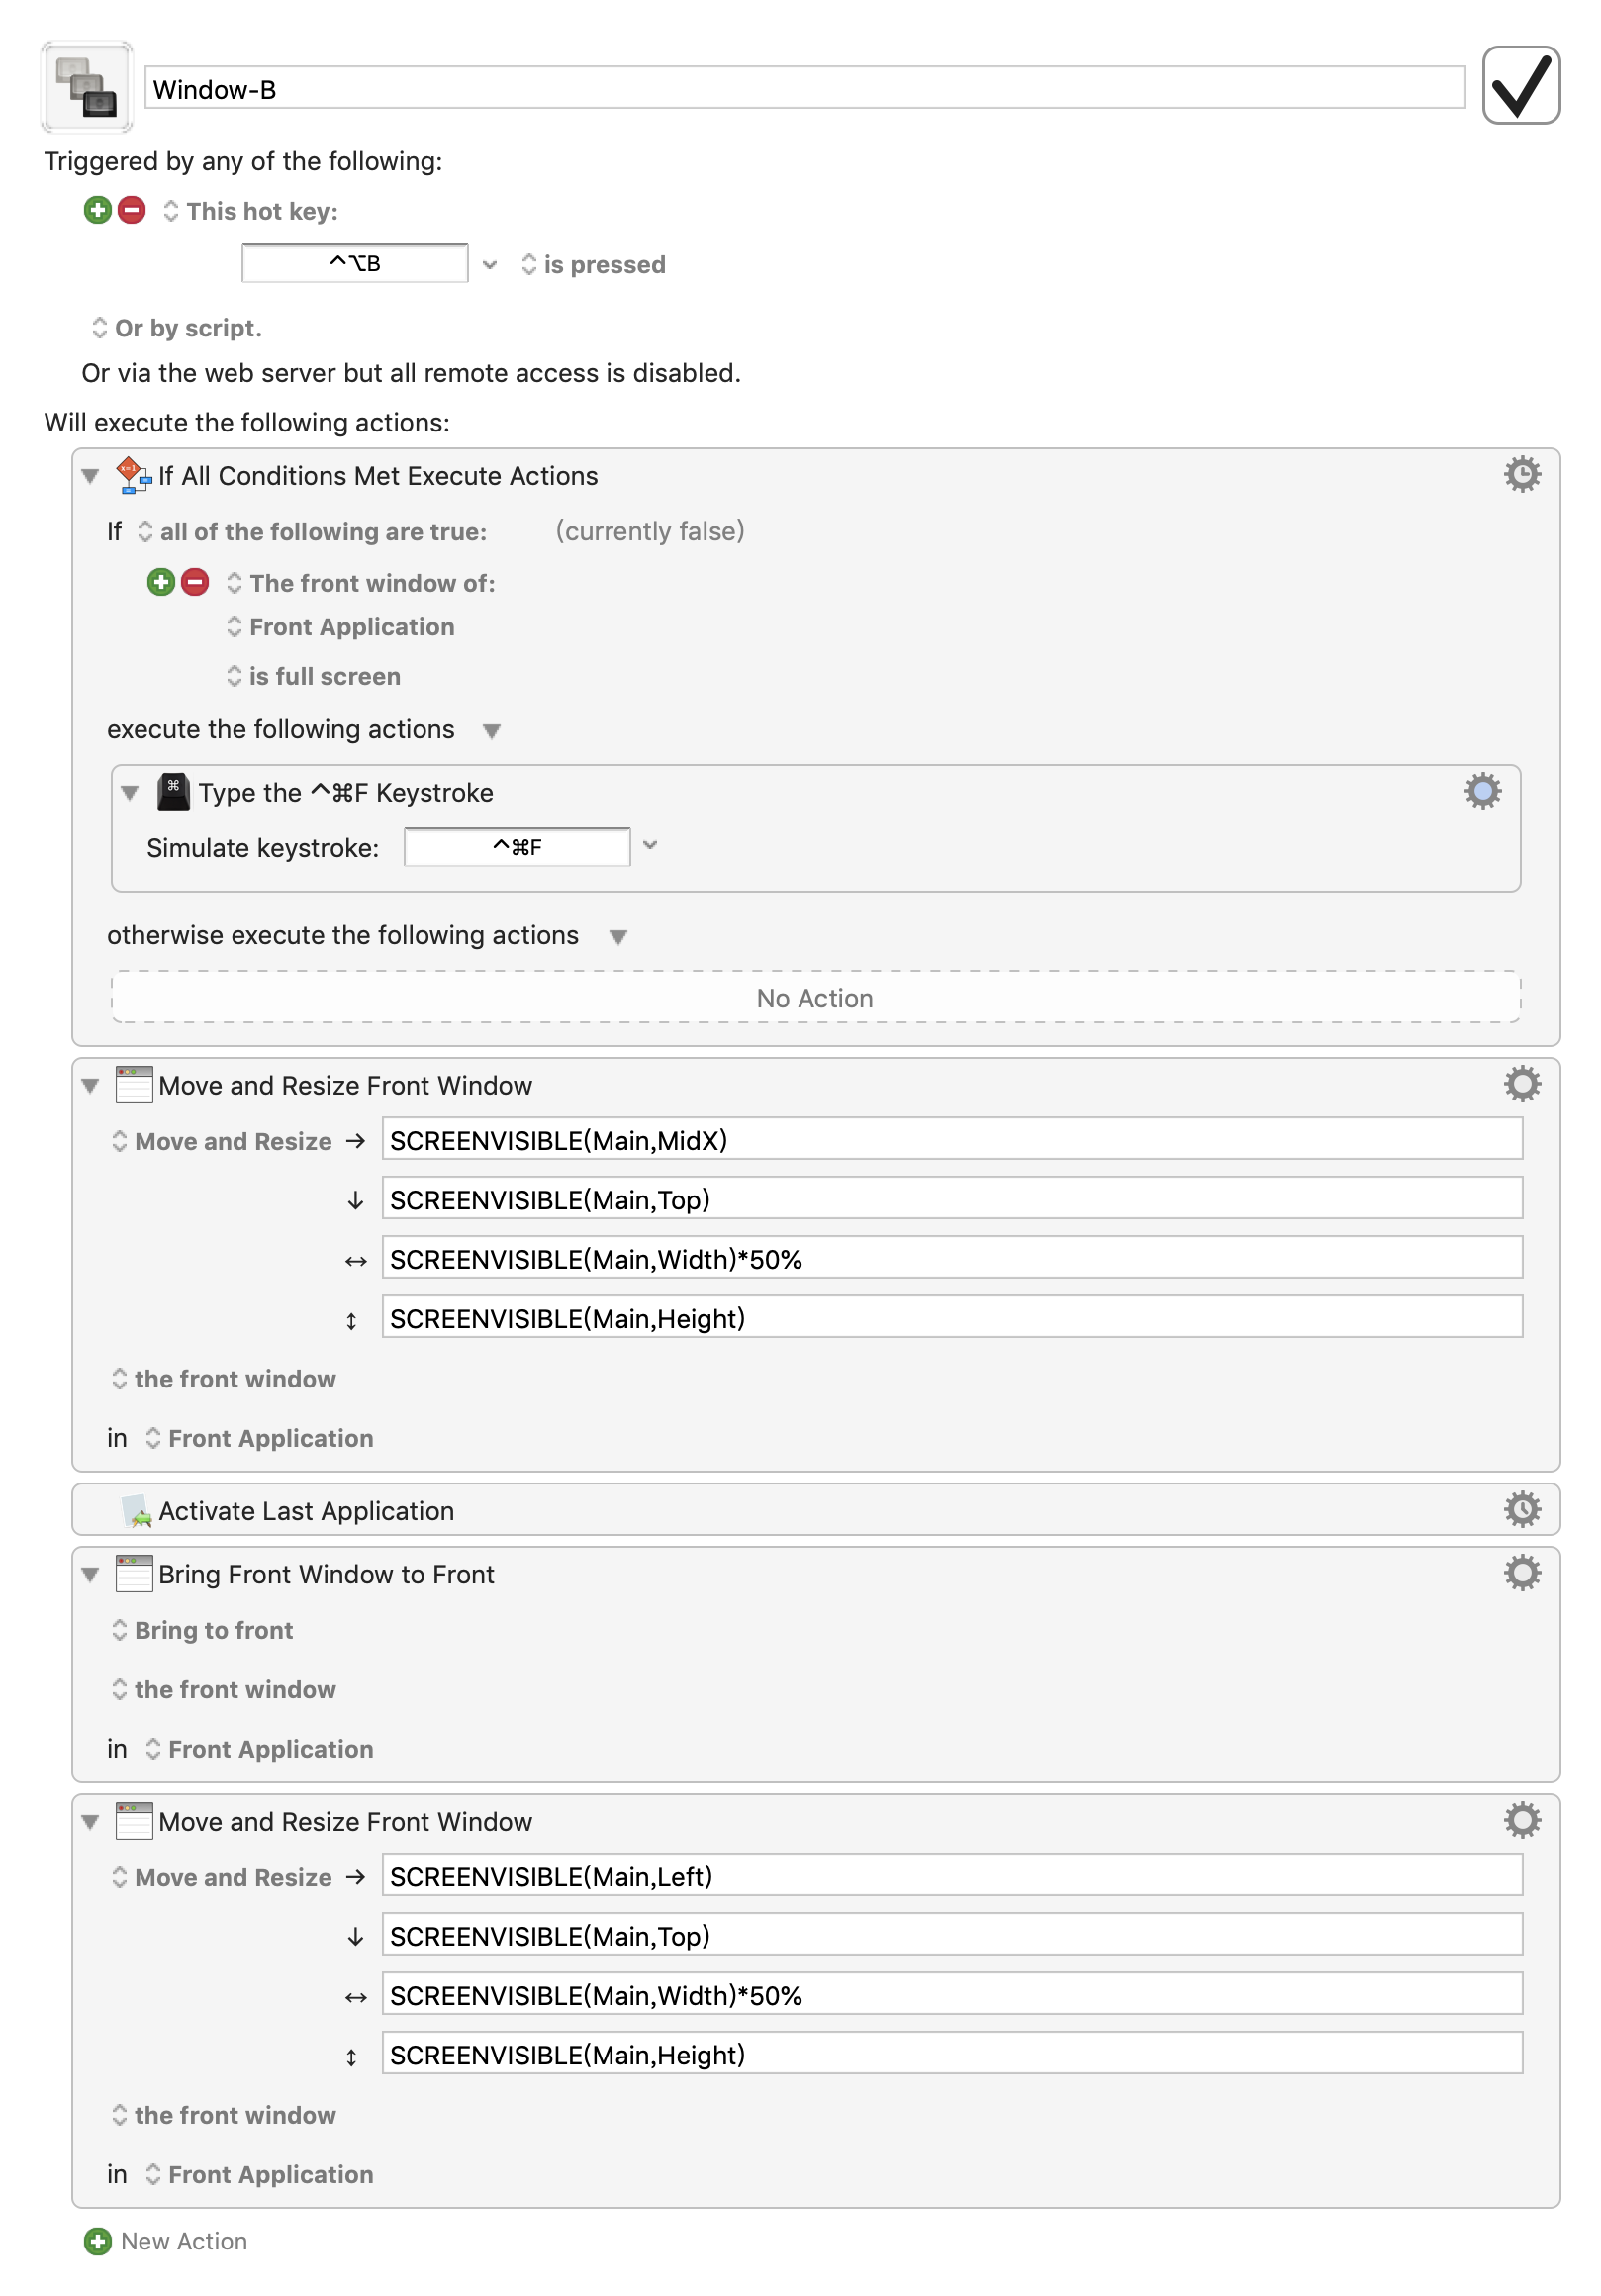 Window-B
Triggered by any of the following:
This hot key:
^⌥B is pressed
Or by script.
Or via the web server but all remote access is disabled.
Will execute the following actions:
If All Conditions Met Execute Actions
If all of the following are true: (currently false)
The front window of:
Front Application
is full screen
execute the following actions
⌘ Type the ^⌘F Keystroke
Simulate keystroke: ^⌘F
otherwise execute the following actions
No Action
Move and Resize Front Window
Move and Resize → SCREENVISIBLE(Main,MidX)
↓ SCREENVISIBLE(Main,Top)
↔ SCREENVISIBLE(Main,Width)*50%
↕ SCREENVISIBLE(Main,Height)
the front window
in Front Application
Activate Last Application
Bring Front Window to Front
Bring to front
the front window
in Front Application
Move and Resize Front Window
Move and Resize → SCREENVISIBLE(Main,Left)
↓ SCREENVISIBLE(Main,Top)
↔ SCREENVISIBLE(Main,Width)*50%
↕ SCREENVISIBLE(Main,Height)
the front window
in Front Application
New Action